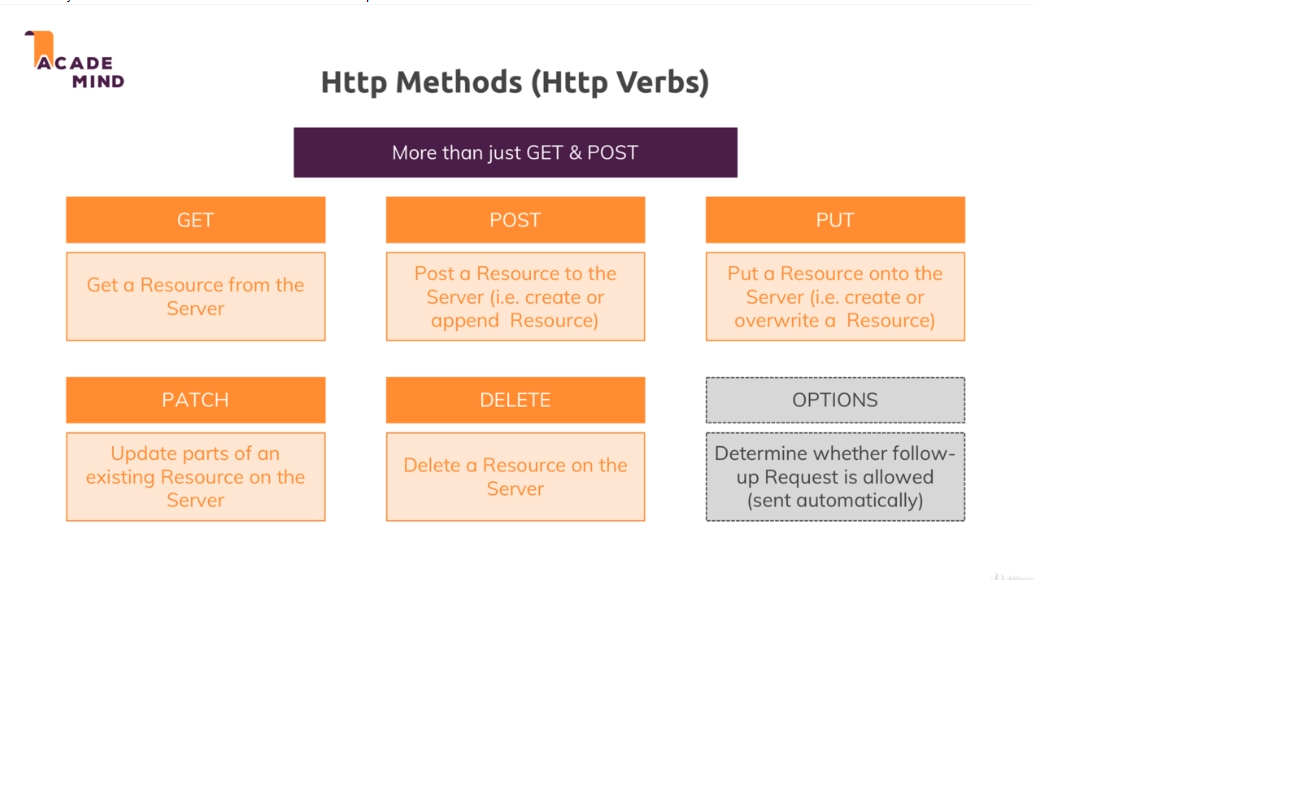 ACADE
MIND
Http Methods (Http Verbs)
More than just GET & POST
GET
POST
PUT
Get a Resource from the
Server
Post a Resource to the
Server (i.e. create or
append  Resource)
Put a Resource onto the
Server (i.e. create or
overwrite a  Resource)
PATCH
DELETE
OPTIONS
Update parts of an
existing Resource on the
Server
Delete a Resource on the
Server
Determine whether follow-
up Request is allowed
(sent automatically)